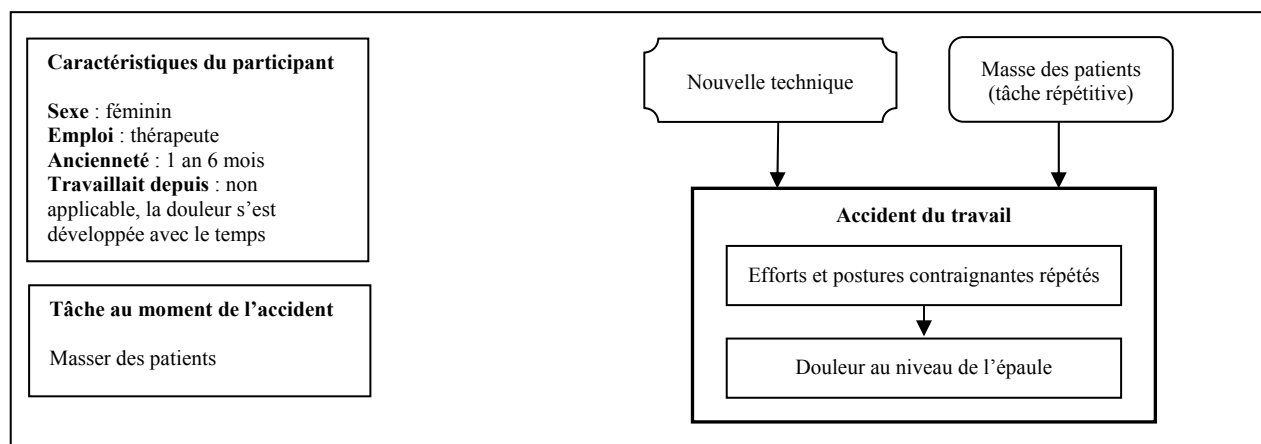 Caractéristiques du participant
Sexe : féminin
Emploi : thérapeute
Ancienneté : 1 an 6 mois
Travaillait depuis : non
applicable, la douleur s’est
développée avec le temps
Tâche au moment de l’accident
Masser des patients
Nouvelle technique
Masse des patients
(tâche répétitive)
Accident du travail
Efforts et postures contraignantes répétés
Douleur au niveau de l’épaule